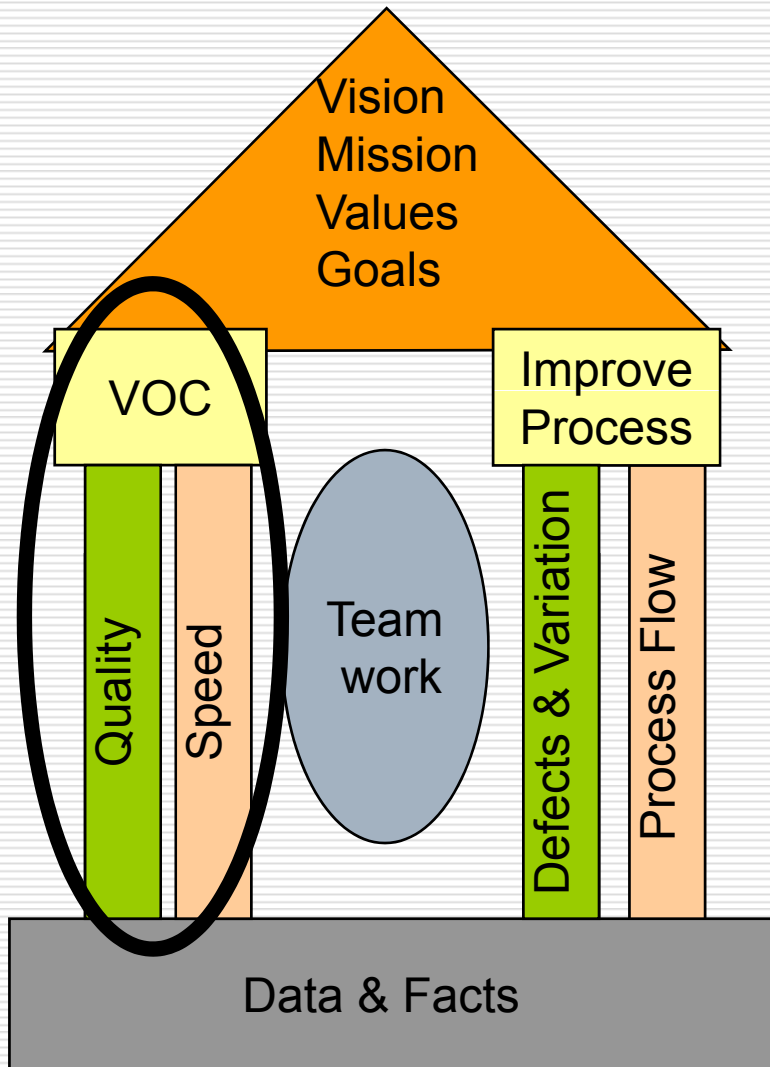 Vision
Mission
Values
Goals
VOC
Improve
Process
Quality
Speed
Team
work
Defects & Variation
Process Flow
Data & Facts